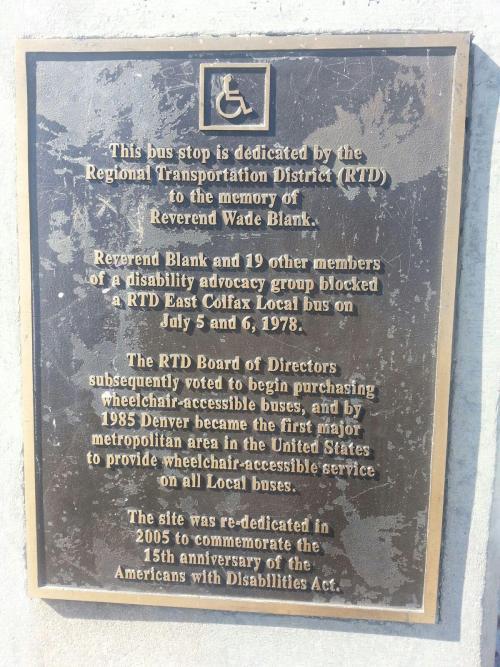 This bus stop is dedicated by the
Regional Transportation District (RTD)
to the memory of
Reverend Wade Blank.
Reverend Blank and 19 other members
of a disability advocacy group blocked
a RTD East Colfax Local bus on
July 5 and 6, 1978.
The RTD Board of Directors
subsequently voted to begin purchasing
wheelchair-accessible buses, and by
1985 Denver became the first major
metropolitan area in the United States
to provide wheelchair-accessible service
on all Local buses.
The site was re-dedicated in
2005 to commemorate the
15th anniversary of the
Americans with Disabilities Act.